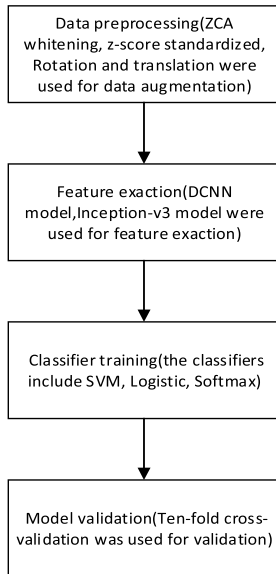 Data preprocessing(ZCA
whitening, z-score standardized,
Rotation and translation were
used for data augmentation)
Feature exaction(DCNN
model,Inception-v3 model were
used for feature exaction)
Classifier training(the classifiers
include SVM, Logistic, Softmax)
Model validation(Ten-fold cross-
validation was used for validation)